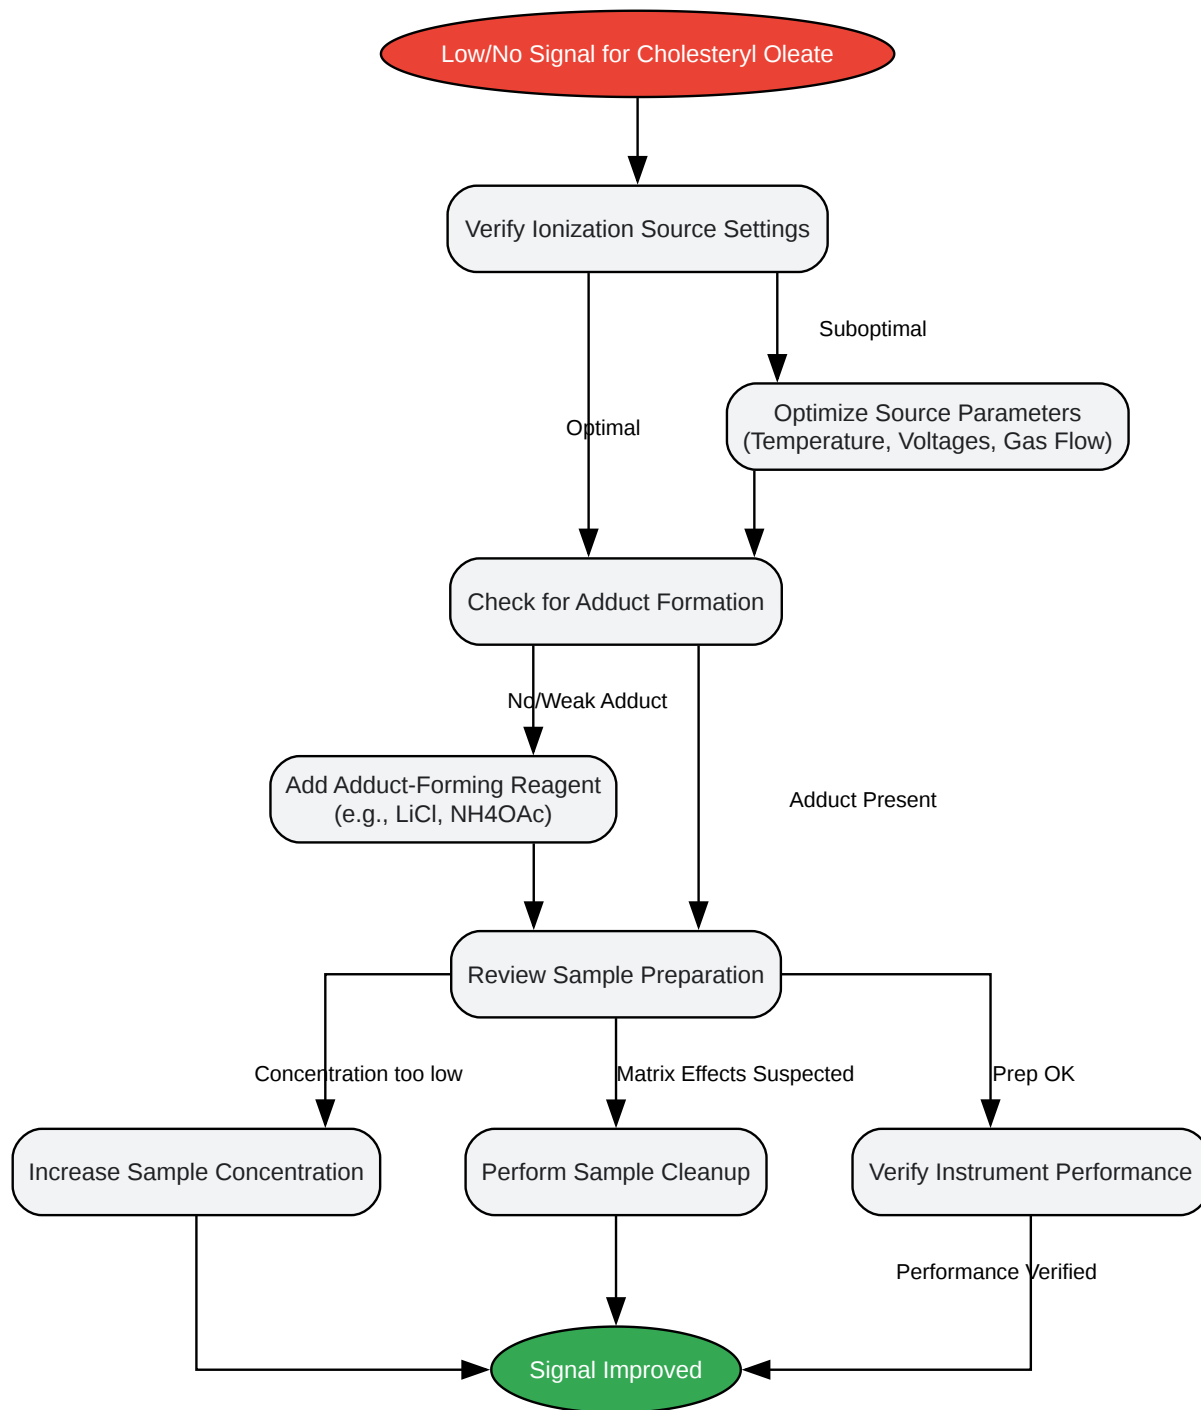 Low/No Signal for Cholesteryl Oleate
Verify Ionization Source Settings
Suboptimal
Optimize Source Parameters
(Temperature, Voltages, Gas Flow)
Optimal
Check for Adduct Formation
No/Weak Adduct
Add Adduct-Forming Reagent
(e.g., LiCl, NH4OAc)
Adduct Present
Review Sample Preparation
Concentration too low
Matrix Effects Suspected
Prep OK
Increase Sample Concentration
Perform Sample Cleanup
Verify Instrument Performance
Performance Verified
Signal Improved